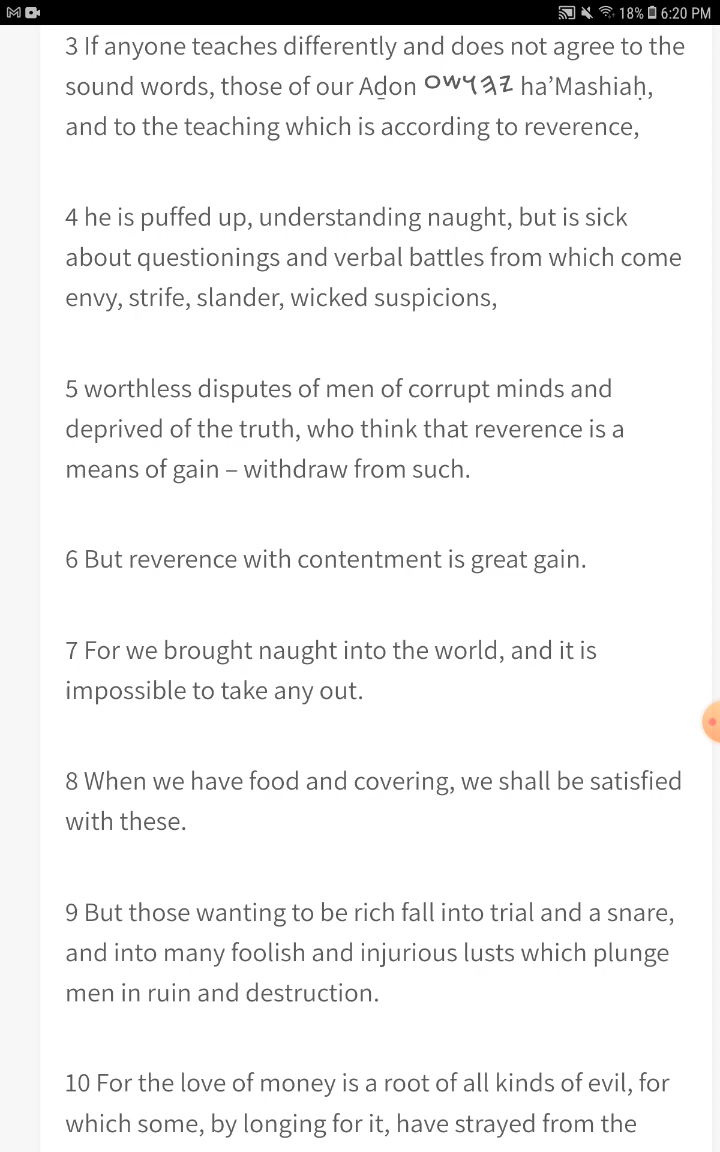 18% 6:20 PM
3 If anyone teaches differently and does not agree to the
sound words, those of our Aḏon 𐤉𐤄𐤅𐤔𐤏 ha’Mashiaḥ,
and to the teaching which is according to reverence,
4 he is puffed up, understanding naught, but is sick
about questionings and verbal battles from which come
envy, strife, slander, wicked suspicions,
5 worthless disputes of men of corrupt minds and
deprived of the truth, who think that reverence is a
means of gain – withdraw from such.
6 But reverence with contentment is great gain.
7 For we brought naught into the world, and it is
impossible to take any out.
8 When we have food and covering, we shall be satisfied
with these.
9 But those wanting to be rich fall into trial and a snare,
and into many foolish and injurious lusts which plunge
men in ruin and destruction.
10 For the love of money is a root of all kinds of evil, for
which some, by longing for it, have strayed from the